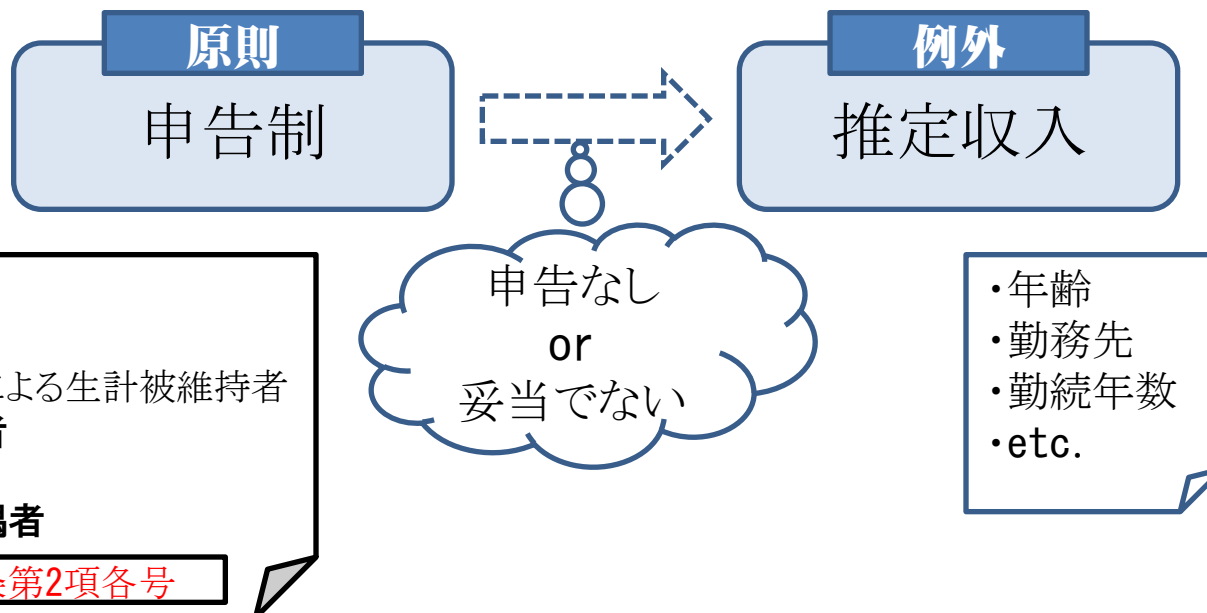 原則
申告制
例外
推定収入
申告なし
or
妥当でない
よる生計被維持者
者
者
第2項各号
・年齢
・勤務先
・勤続年数
・etc.